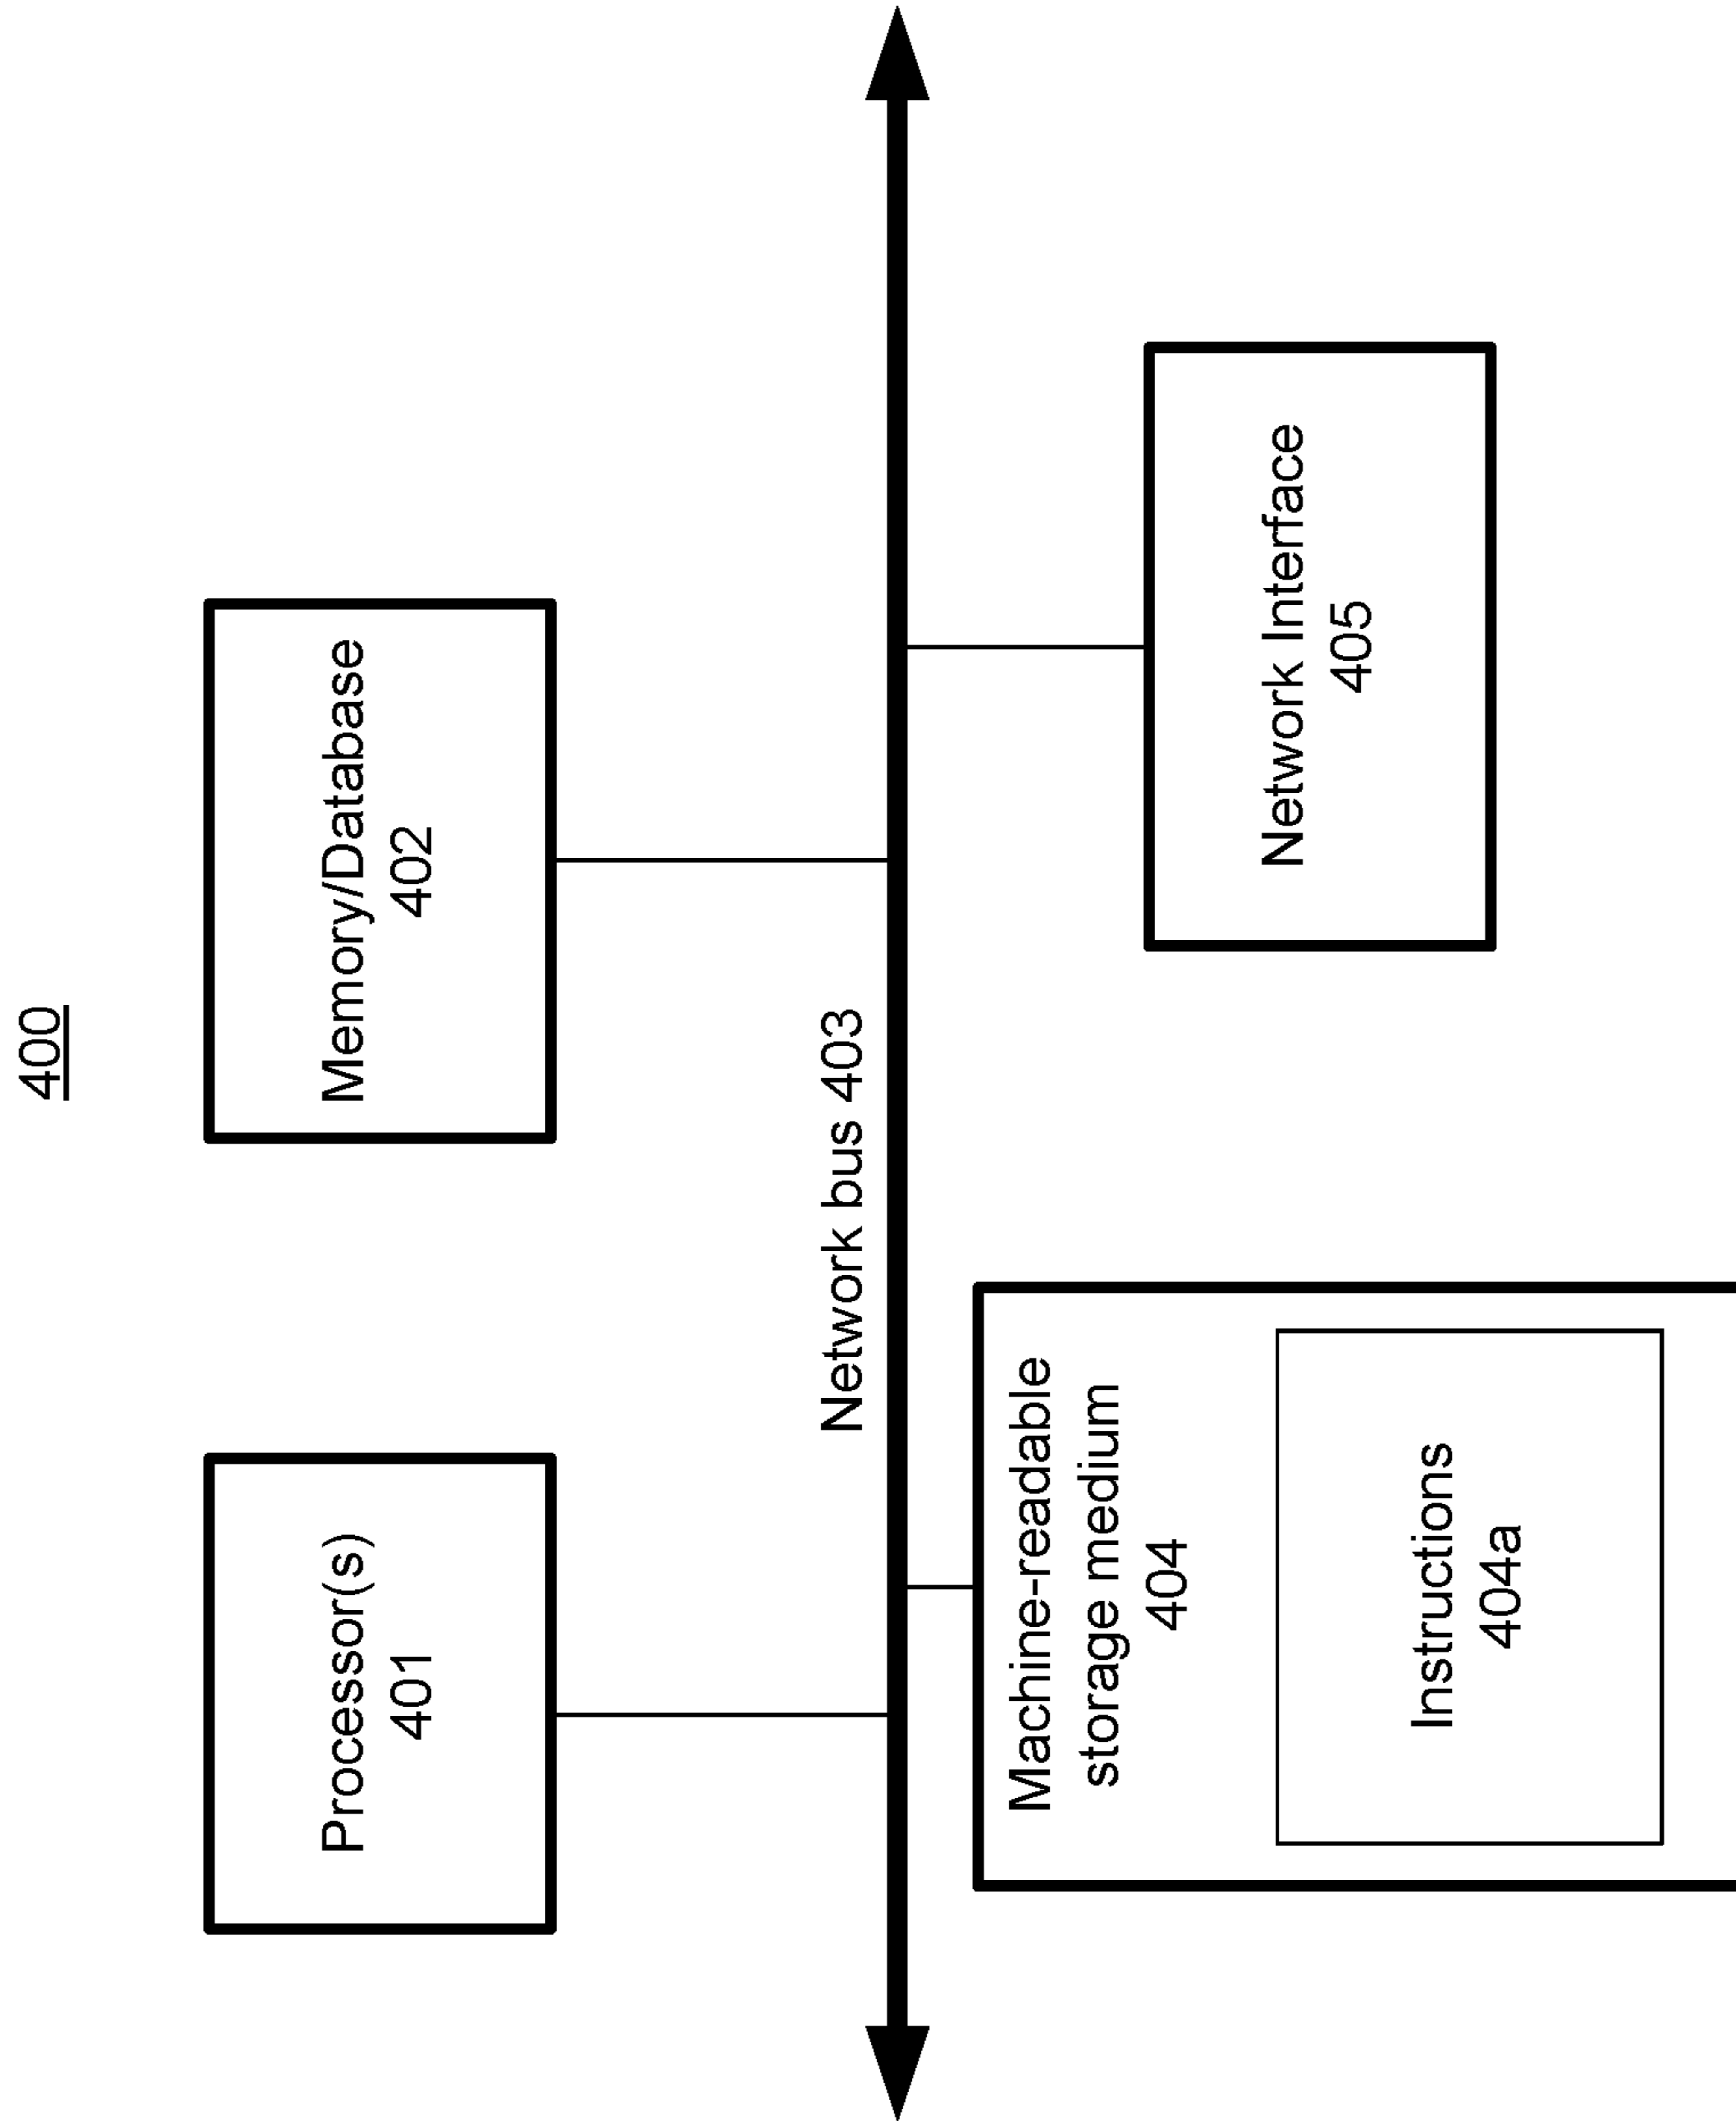 400
Processor(s)
401
Memory/Database
402
Network bus 403
Machine-readable
storage medium
404
Instructions
404a
Network Interface
405